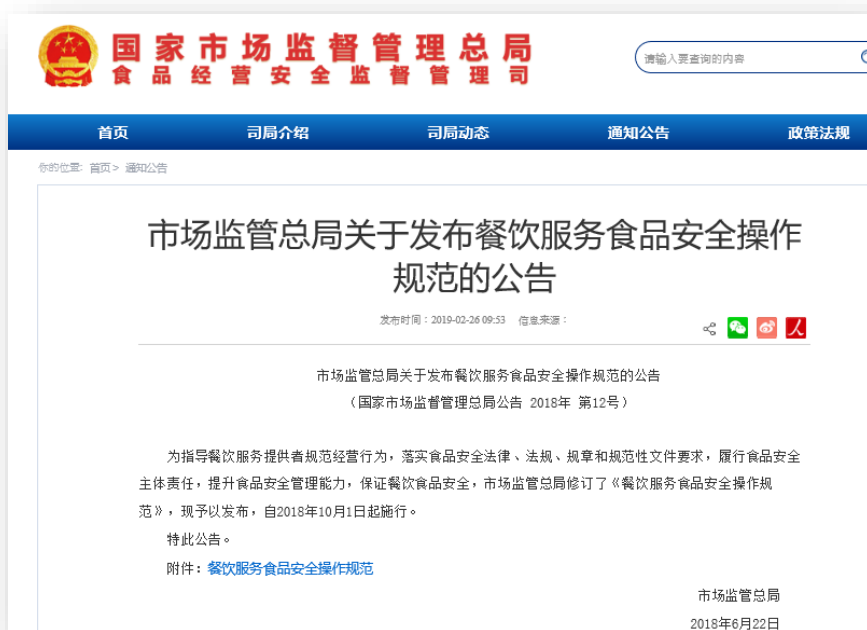 国家市场监督管理总局
食品经营安全监督管理司
请输入要查询的内容
首页 司局介绍 司局动态 通知公告 政策法规
你的位置: 首页> 通知公告
市场监管总局关于发布餐饮服务食品安全操作
规范的公告
发布时间：2019-02-26 09:53 信息来源：
市场监管总局关于发布餐饮服务食品安全操作规范的公告
（国家市场监督管理总局公告 2018年 第12号）
为指导餐饮服务提供者规范经营行为，落实食品安全法律、法规、规章和规范性文件要求，履行食品安全
主体责任，提升食品安全管理能力，保证餐饮食品安全，市场监管总局修订了《餐饮服务食品安全操作规
范》，现予以发布，自2018年10月1日起施行。
特此公告。
附件：餐饮服务食品安全操作规范
市场监管总局
2018年6月22日